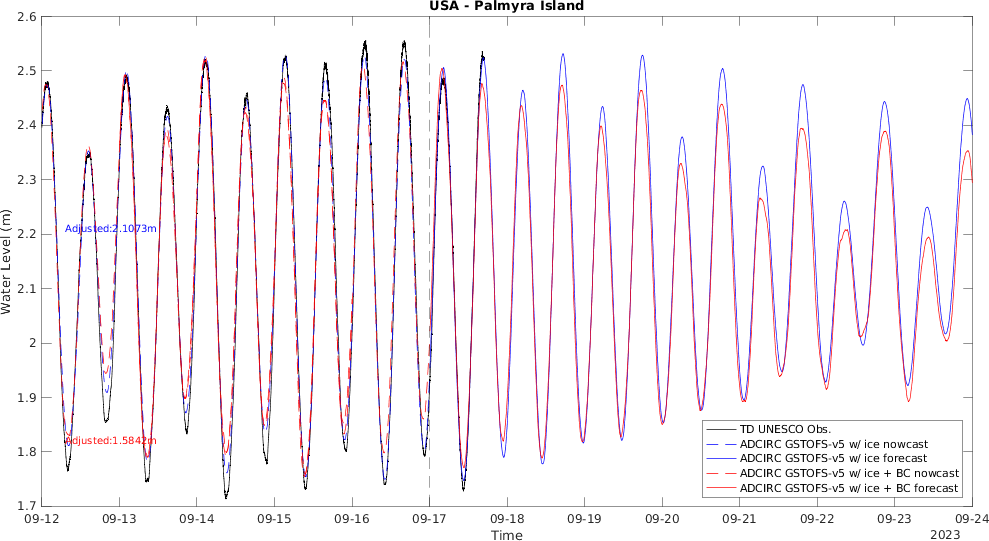 USA - Palmyra Island
2.6
2.5
2.4
2.3
2.2
2.1
2
1.9
1.8
1.7
Water Level (m)
Adjusted:2.1073m
Adjusted:1.5842m
TD UNESCO Obs.
ADCIRC GSTOFS-v5 w/ ice nowcast
ADCIRC GSTOFS-v5 w/ ice forecast
ADCIRC GSTOFS-v5 w/ ice + BC nowcast
ADCIRC GSTOFS-v5 w/ ice + BC forecast
09-12 09-13 09-14 09-15 09-16 09-17 09-18 09-19 09-20 09-21 09-22 09-23 09-24
Time
2023